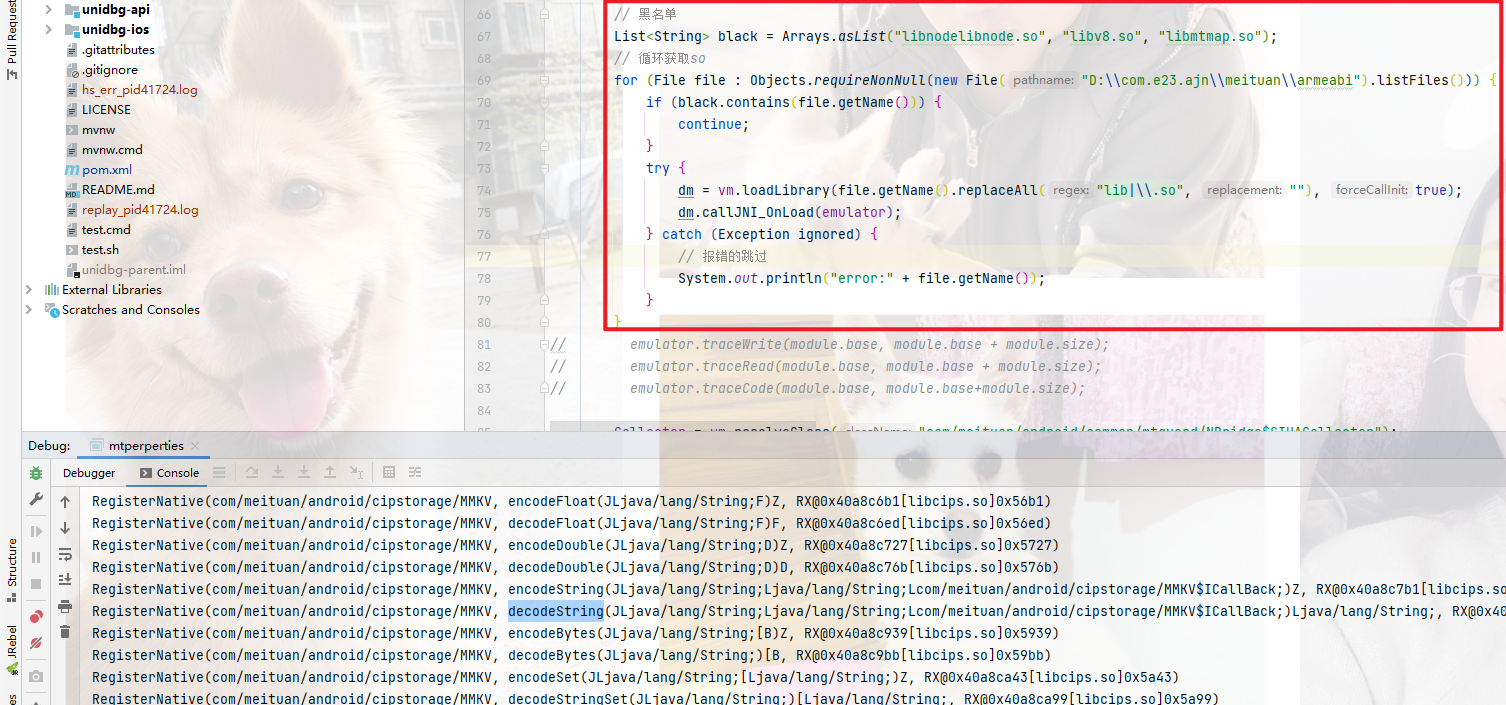 Pull Request
unidbg-api
unidbg-ios
.gitattributes
.gitignore
hs_err_pid41724.log
LICENSE
mvnw
mvnw.cmd
pom.xml
README.md
replay_pid41724.log
test.cmd
test.sh
unidbg-parent.iml
External Libraries
Scratches and Consoles
66 // 黑名单
67 List<String> black = Arrays.asList("libnodelibnode.so", "libv8.so", "libmtmap.so");
68 // 循环获取so
69 for (File file : Objects.requireNonNull(new File( pathname: "D:\\com.e23.ajn\\meituan\\armeabi").listFiles())) {
70 if (black.contains(file.getName())) {
71 continue;
72 }
73 try {
74 dm = vm.loadLibrary(file.getName().replaceAll( regex: "lib|\\.so", replacement: ""), forceCallInit: true);
75 dm.callJNI_OnLoad(emulator);
76 } catch (Exception ignored) {
77 // 报错的跳过
78 System.out.println("error:" + file.getName());
79 }
80 }
81 // emulator.traceWrite(module.base, module.base + module.size);
82 // emulator.traceRead(module.base, module.base + module.size);
83 // emulator.traceCode(module.base, module.base+module.size);
84
Debug: mtperperties
Debugger Console
RegisterNative(com/meituan/android/cipstorage/MMKV, encodeFloat(JLjava/lang/String;F)Z, RX@0x40a8c6b1[libcips.so]0x56b1)
RegisterNative(com/meituan/android/cipstorage/MMKV, decodeFloat(JLjava/lang/String;F)F, RX@0x40a8c6ed[libcips.so]0x56ed)
RegisterNative(com/meituan/android/cipstorage/MMKV, encodeDouble(JLjava/lang/String;D)Z, RX@0x40a8c727[libcips.so]0x5727)
RegisterNative(com/meituan/android/cipstorage/MMKV, decodeDouble(JLjava/lang/String;D)D, RX@0x40a8c76b[libcips.so]0x576b)
RegisterNative(com/meituan/android/cipstorage/MMKV, encodeString(JLjava/lang/String;Ljava/lang/String;Lcom/meituan/android/cipstorage/MMKV$ICallBack;)Z, RX@0x40a8c7b1[libcips.so
RegisterNative(com/meituan/android/cipstorage/MMKV, decodeString(JLjava/lang/String;Ljava/lang/String;Lcom/meituan/android/cipstorage/MMKV$ICallBack;)Ljava/lang/String;, RX@0x40a
RegisterNative(com/meituan/android/cipstorage/MMKV, encodeBytes(JLjava/lang/String;[B)Z, RX@0x40a8c939[libcips.so]0x5939)
RegisterNative(com/meituan/android/cipstorage/MMKV, decodeBytes(JLjava/lang/String;)[B, RX@0x40a8c9bb[libcips.so]0x59bb)
RegisterNative(com/meituan/android/cipstorage/MMKV, encodeSet(JLjava/lang/String;[Ljava/lang/String;)Z, RX@0x40a8ca43[libcips.so]0x5a43)
RegisterNative(com/meituan/android/cipstorage/MMKV, decodeStringSet(JLjava/lang/String;)[Ljava/lang/String;, RX@0x40a8ca99[libcips.so]0x5a99)
Structure
JRebel